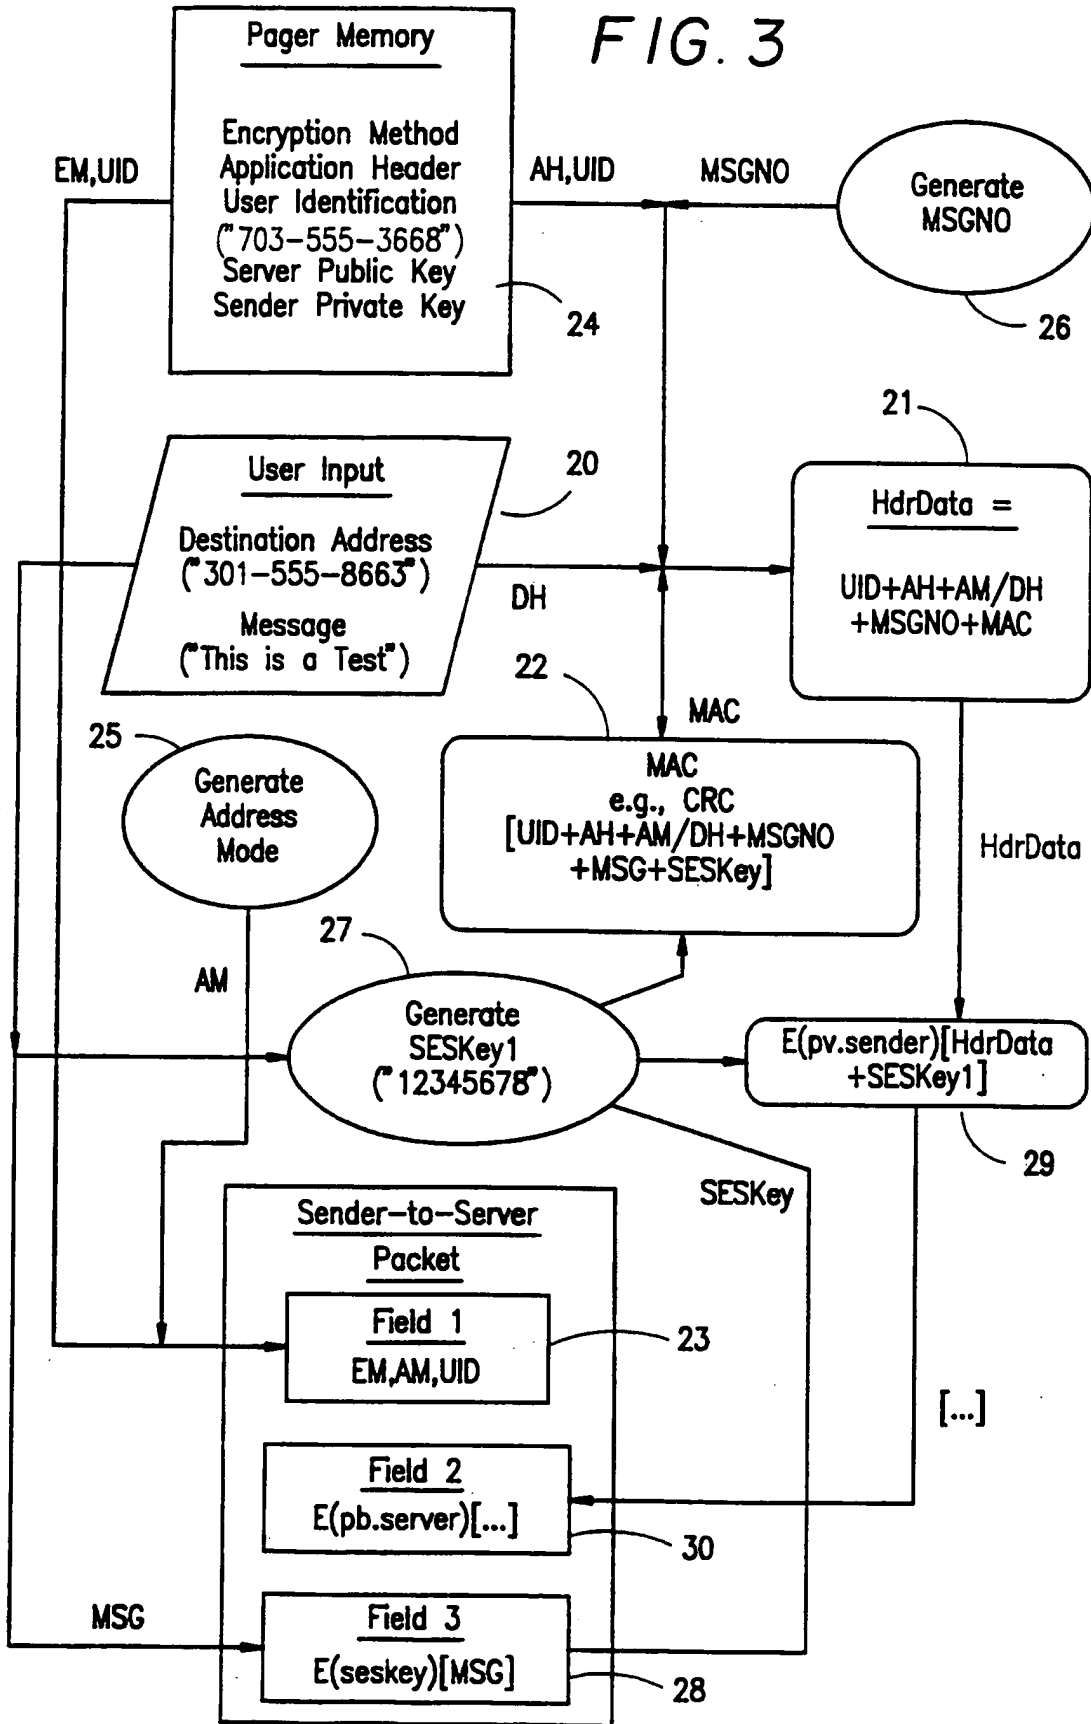 FIG. 3
Pager Memory
Encryption Method
Application Header
User Identification
("703-555-3668")
Server Public Key
Sender Private Key
24
EM,UID
AH,UID
MSGNO
Generate
MSGNO
26
User Input
Destination Address
("301-555-8663")
Message
("This is a Test")
20
DH
21
HdrData =
UID+AH+AM/DH
+MSGNO+MAC
22
MAC
MAC
e.g., CRC
[UID+AH+AM/DH+MSGNO
+MSG+SESKey]
HdrData
25
Generate
Address
Mode
AM
27
Generate
SESKey1
("12345678")
E(pv.sender)[HdrData
+SESKey1]
29
SESKey
Sender-to-Server
Packet
Field 1
EM,AM,UID
23
[...]
Field 2
E(pb.server)[...]
30
MSG
Field 3
E(seskey)[MSG]
28